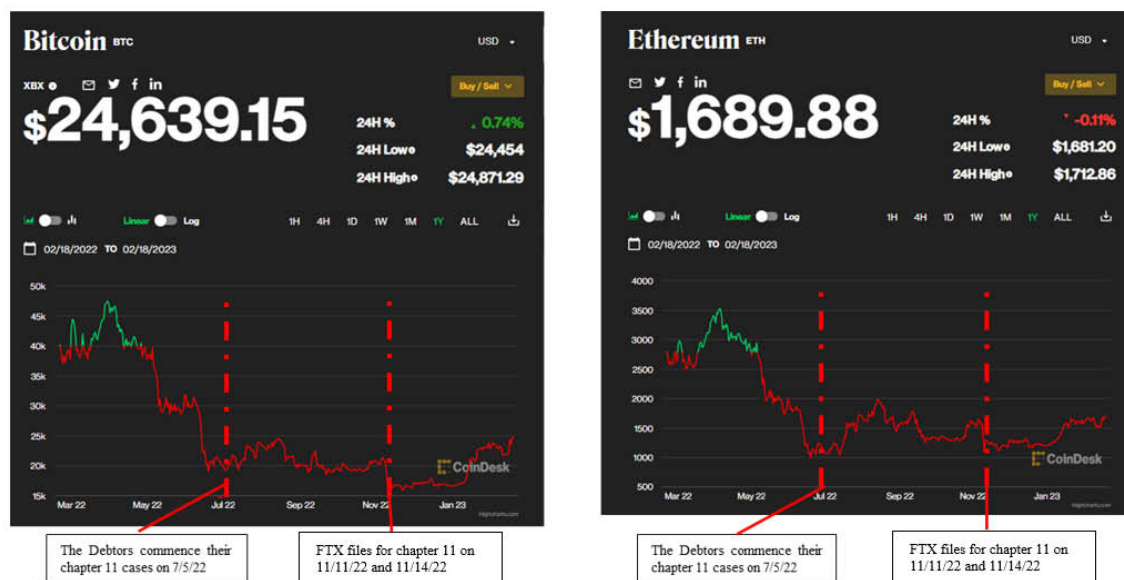 Bitcoin BTC
USD
XBX
f in
Buy / Sell
$24,639.15
24H % 0.74%
24H Low $24,454
24H High $24,871.29
Linear Log
1H 4H 1D 1W 1M 1Y ALL
02/18/2022 TO 02/18/2023
50k
45k
40k
35k
30k
25k
20k
15k
CoinDesk
Mar 22 May 22 Jul 22 Sep 22 Nov 22 Jan 23
Highcharts.com
The Debtors commence their
chapter 11 cases on 7/5/22
FTX files for chapter 11 on
11/11/22 and 11/14/22
Ethereum ETH
USD
f in
Buy / Sell
$1,689.88
24H % -0.11%
24H Low $1,681.20
24H High $1,712.86
Linear Log
1H 4H 1D 1W 1M 1Y ALL
02/18/2022 TO 02/18/2023
4000
3500
3000
2500
2000
1500
1000
500
CoinDesk
Mar 22 May 22 Jul 22 Sep 22 Nov 22 Jan 23
Highcharts.com
The Debtors commence their
chapter 11 cases on 7/5/22
FTX files for chapter 11 on
11/11/22 and 11/14/22